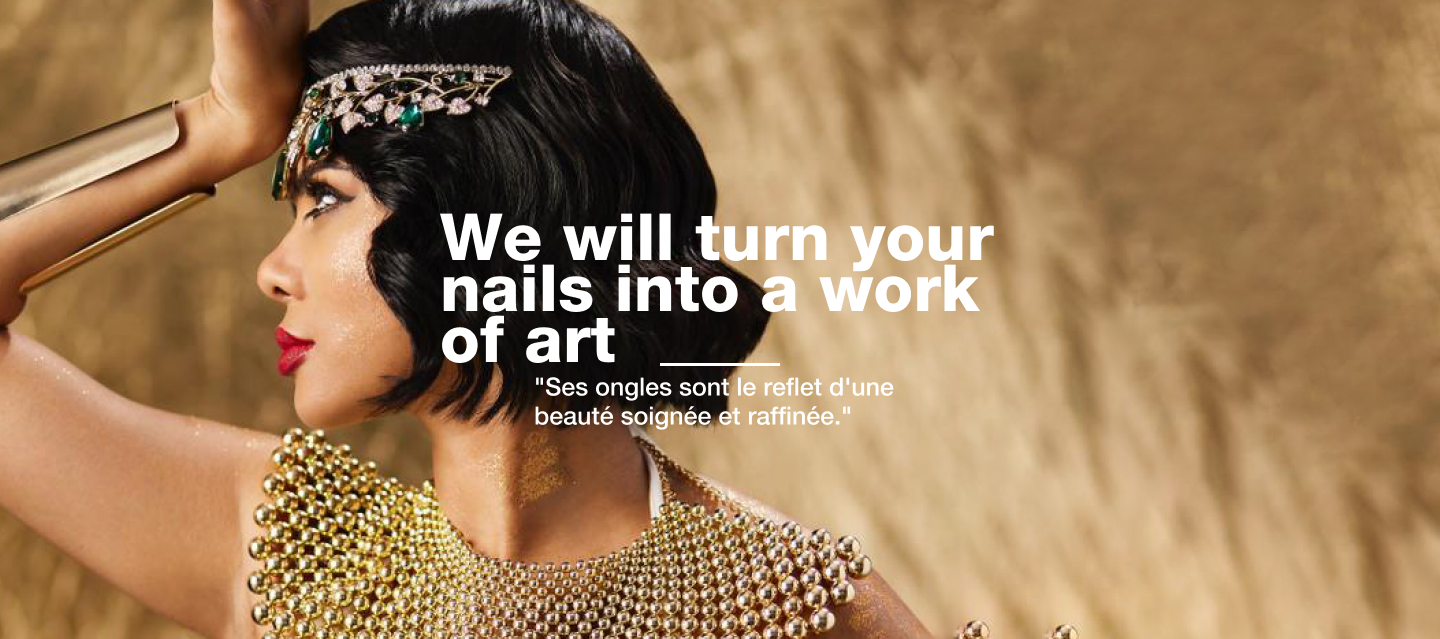 We will turn your
nails into a work
of art
"Ses ongles sont le reflet d'une
beauté soignée et raffinée."